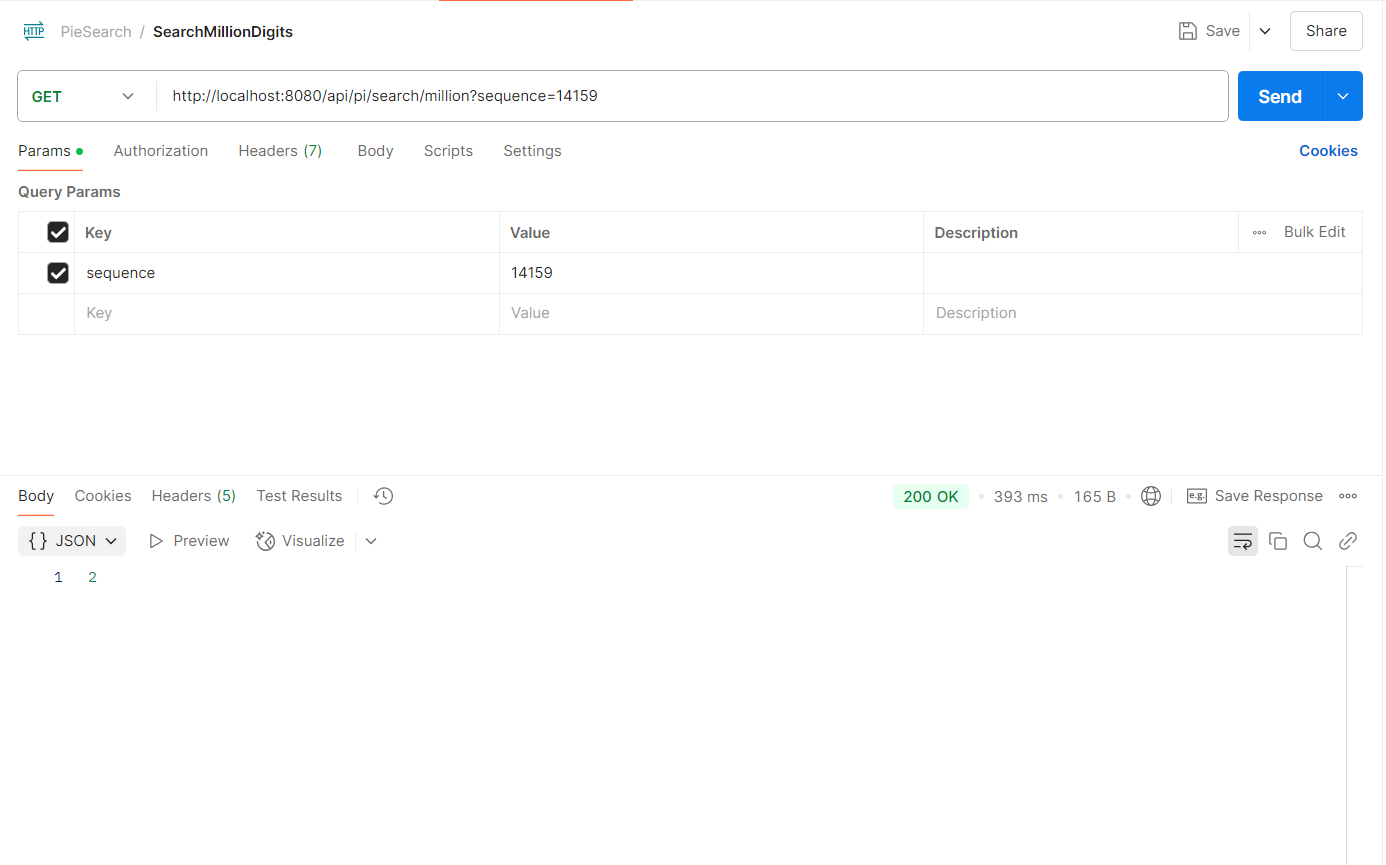 HTTP PieSearch / SearchMillionDigits Save Share
GET http://localhost:8080/api/pi/search/million?sequence=14159 Send
Params Authorization Headers (7) Body Scripts Settings Cookies
Query Params
Key Value Description Bulk Edit
sequence 14159
Key Value Description
Body Cookies Headers (5) Test Results 200 OK 393 ms 165 B e.g. Save Response
{} JSON Preview Visualize
1 2